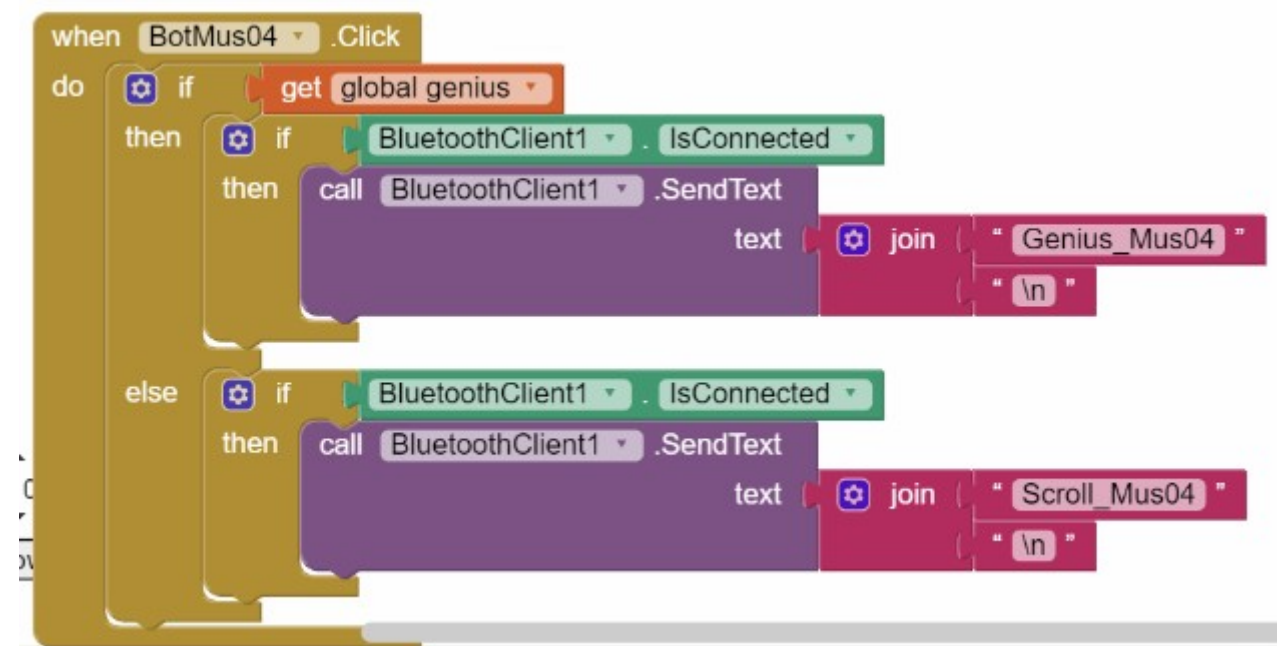 when BotMus04 .Click
do if get global genius
then if BluetoothClient1 . IsConnected
then call BluetoothClient1 .SendText
text join " Genius_Mus04 "
" \n "
else if BluetoothClient1 . IsConnected
then call BluetoothClient1 .SendText
text join " Scroll_Mus04 "
" \n "